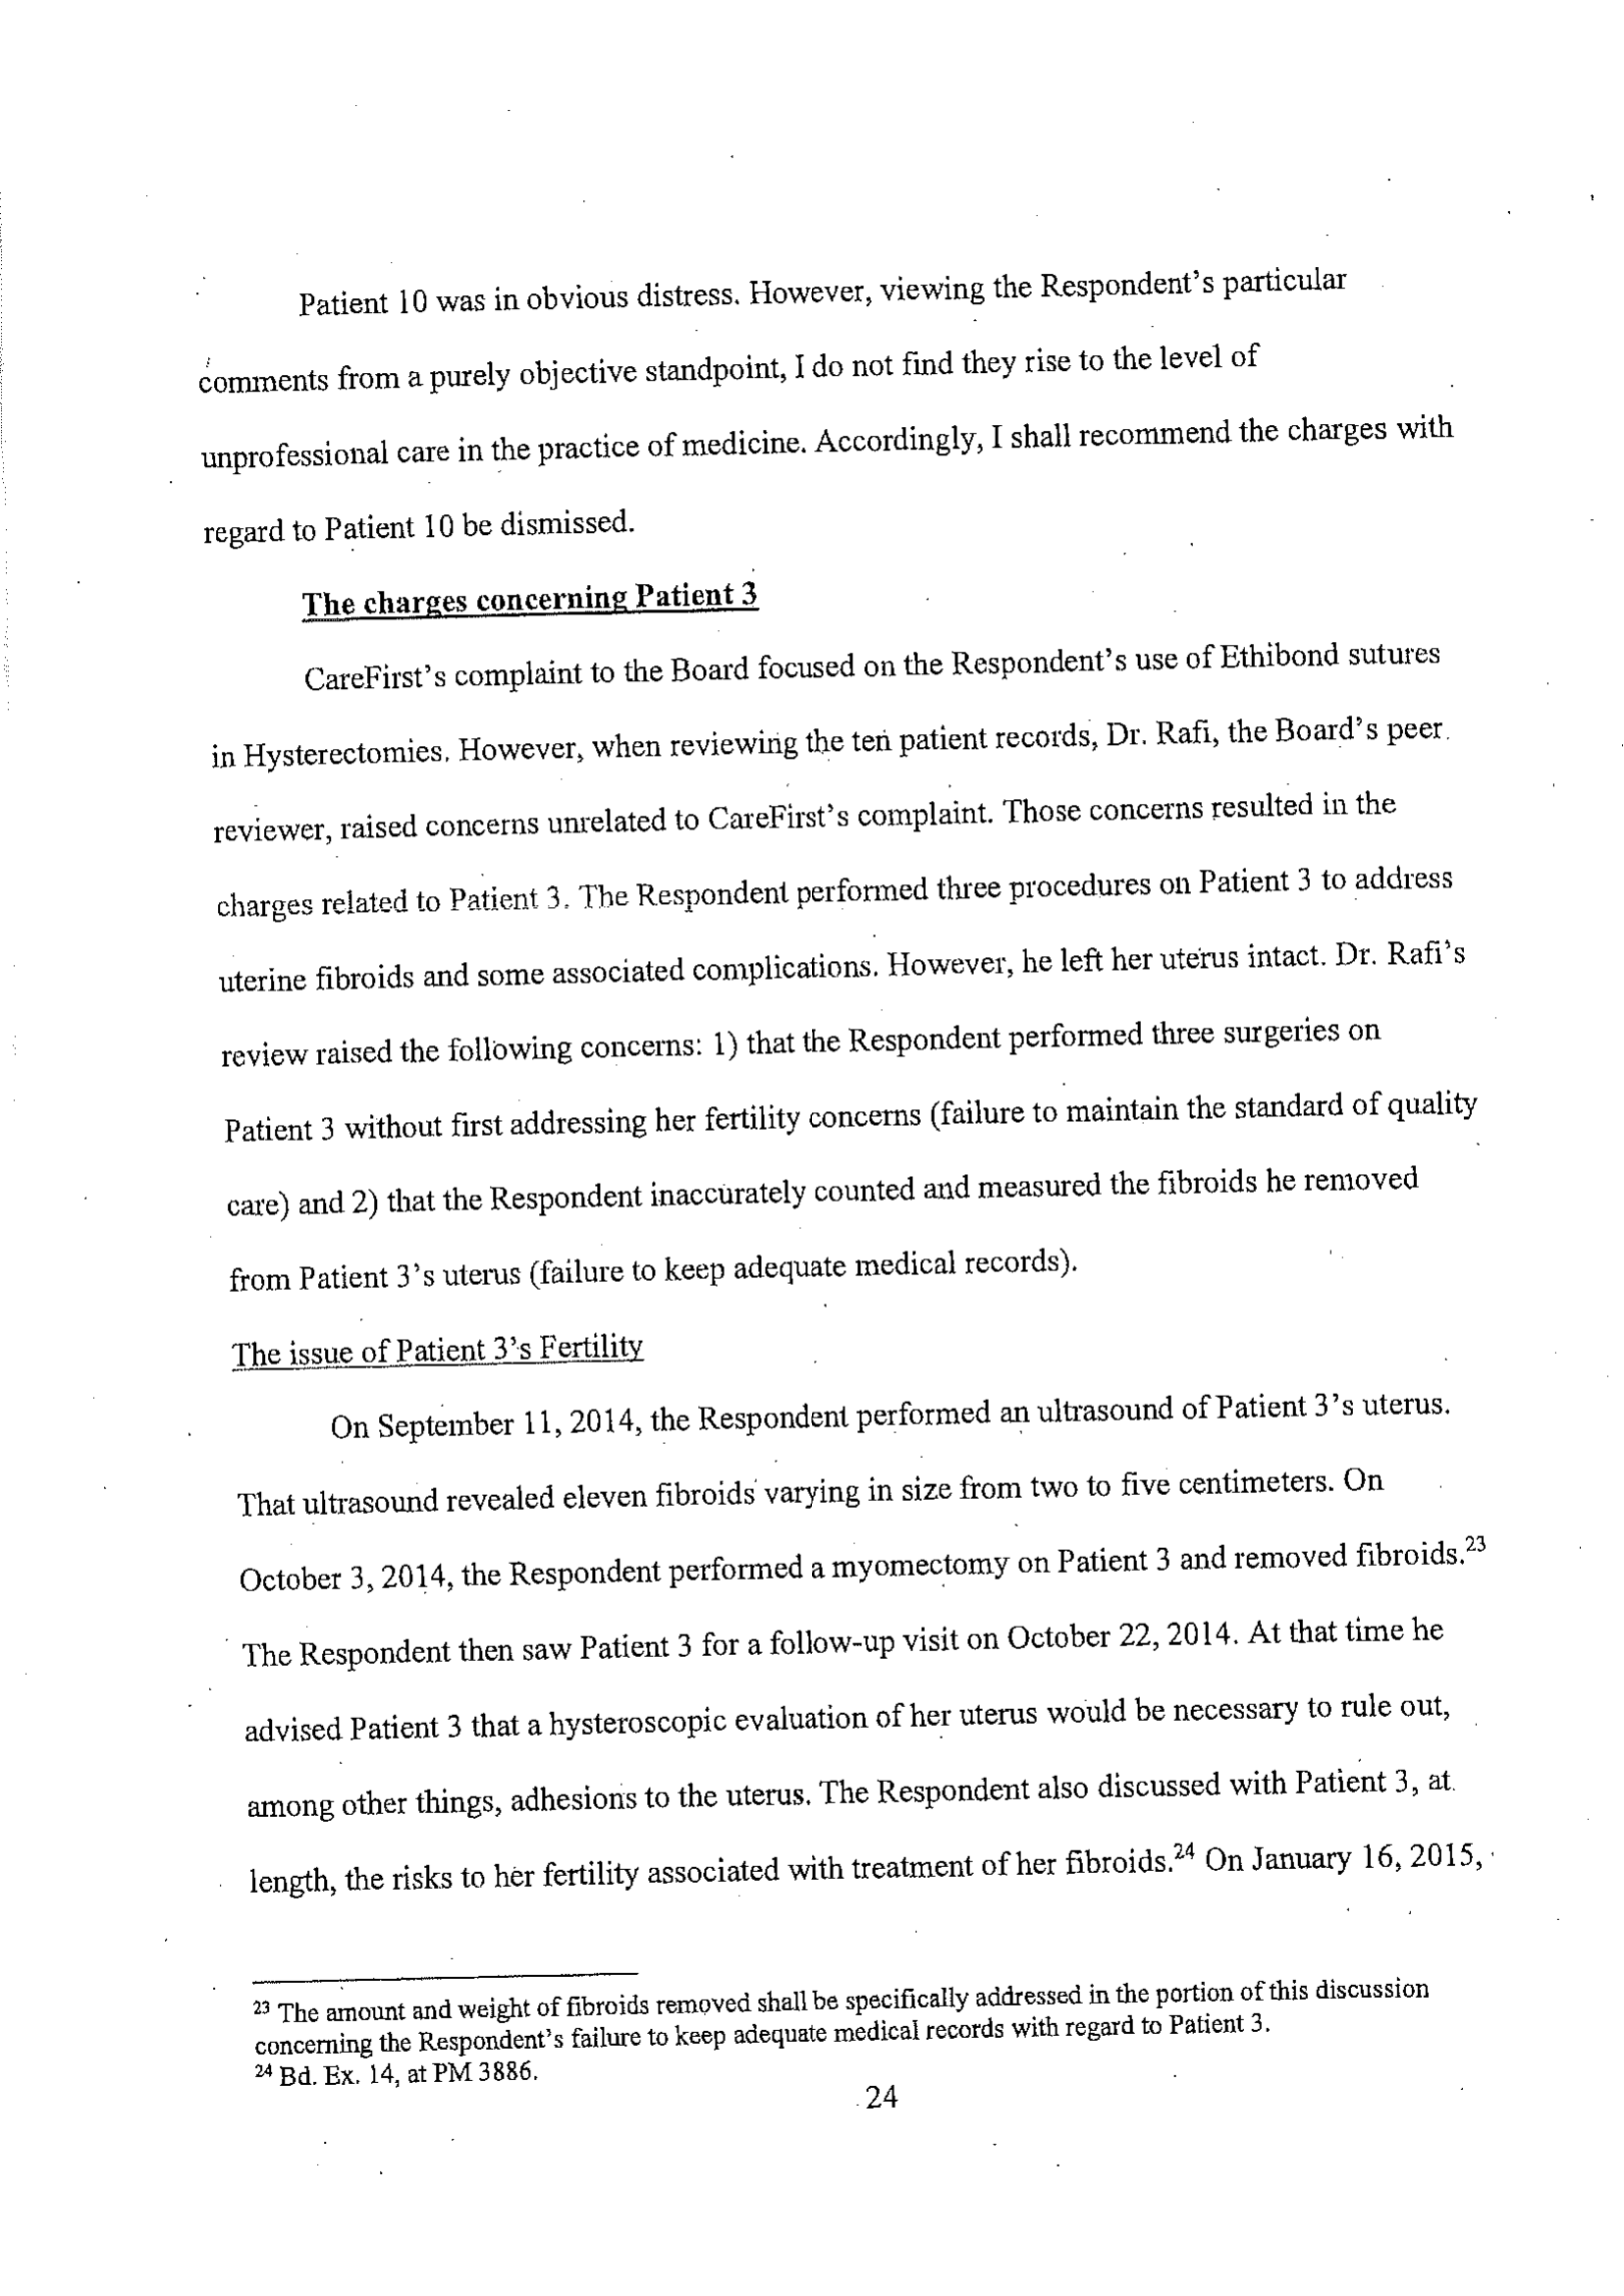 Patient 10 was in obvious distress. However, viewing the Respondent's particular
comments from a purely objective standpoint, I do not find they rise to the level of
unprofessional care in the practice of medicine. Accordingly, I shall recommend the charges with
regard to Patient 10 be dismissed.
The charges concerning Patient 3
CareFirst's complaint to the Board focused on the Respondent's use of Ethibond sutures
in Hysterectomies. However, when reviewing the ten patient records, Dr. Rafi, the Board's peer
reviewer, raised concerns unrelated to CareFirst's complaint. Those concerns resulted in the
charges related to Patient 3. The Respondent performed three procedures on Patient 3 to address
uterine fibroids and some associated complications. However, he left her uterus intact. Dr. Rafi's
review raised the following concerns: 1) that the Respondent performed three surgeries on
Patient 3 without first addressing her fertility concerns (failure to maintain the standard of quality
care) and 2) that the Respondent inaccurately counted and measured the fibroids he removed
from Patient 3's uterus (failure to keep adequate medical records).
The issue of Patient 3's Fertility
On September 11, 2014, the Respondent performed an ultrasound of Patient 3's uterus.
That ultrasound revealed eleven fibroids varying in size from two to five centimeters. On
October 3, 2014, the Respondent performed a myomectomy on Patient 3 and removed fibroids.23
The Respondent then saw Patient 3 for a follow-up visit on October 22, 2014. At that time he
advised Patient 3 that a hysteroscopic evaluation of her uterus would be necessary to rule out,
among other things, adhesions to the uterus. The Respondent also discussed with Patient 3, at
length, the risks to her fertility associated with treatment of her fibroids.24 On January 16, 2015,
23 The amount and weight of fibroids removed shall be specifically addressed in the portion of this discussion
concerning the Respondent's failure to keep adequate medical records with regard to Patient 3.
24 Bd. Ex. 14, at PM 3886.
24